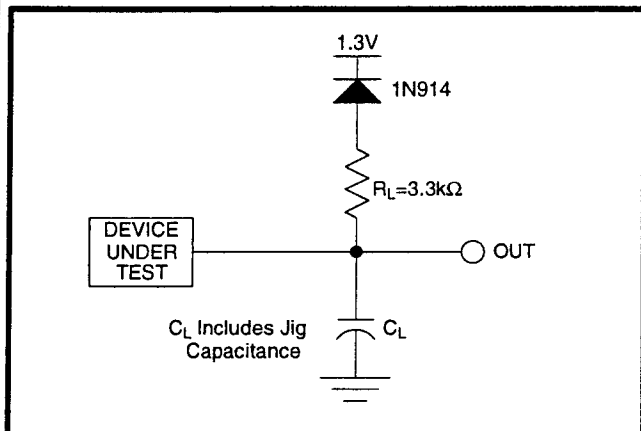 1.3V
1N914
R_L=3.3kΩ
DEVICE
UNDER
TEST
OUT
C_L Includes Jig
Capacitance
C_L